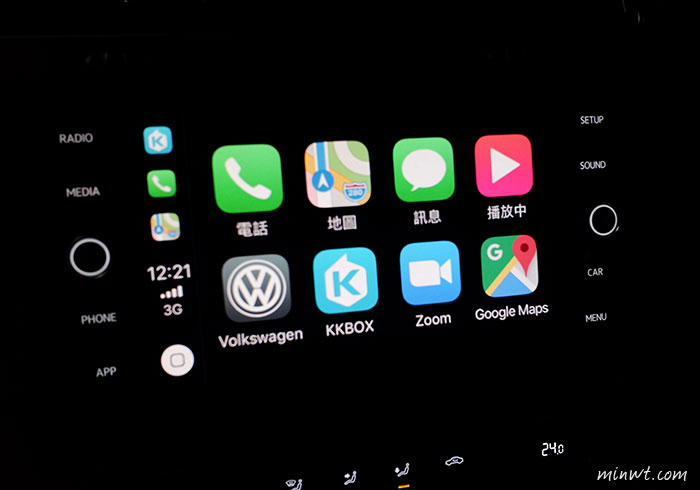 RADIO
MEDIA
PHONE
APP
12:21
3G
電話
地圖
280
訊息
播放中
Volkswagen
KKBOX
Zoom
G
Google Maps
SETUP
SOUND
CAR
MENU
24.0
minwt.com